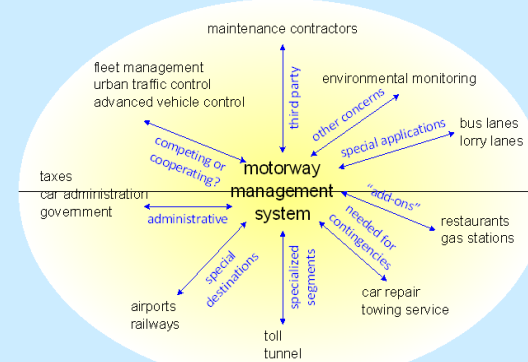 maintenance contractors
fleet management
urban traffic control
advanced vehicle control
environmental monitoring
third party
other concerns
bus lanes
lorry lanes
special applications
competing or
cooperating?
motorway
management
system
taxes
car administration
government
administrative
"add-ons"
restaurants
gas stations
needed for
contingencies
special
destinations
specialized
segments
car repair
towing service
airports
railways
toll
tunnel